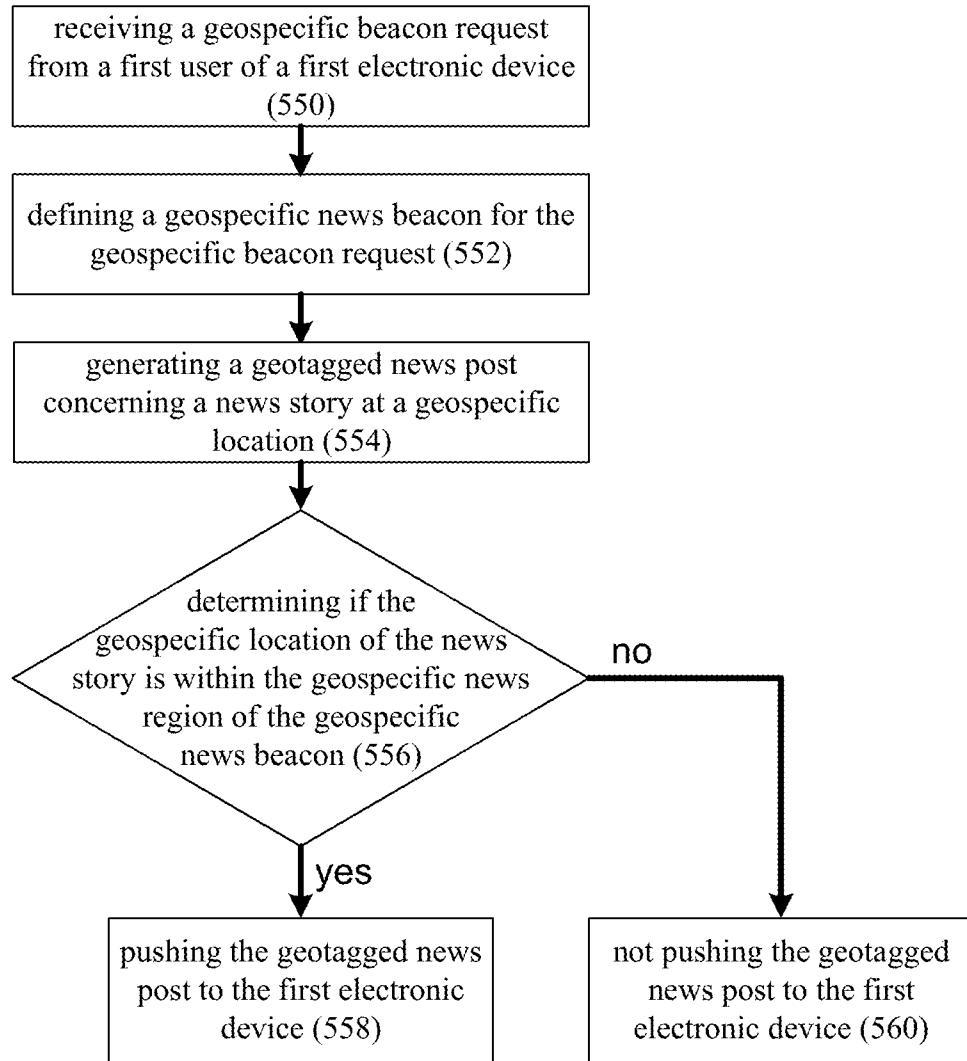 receiving a geospecific beacon request
from a first user of a first electronic device
(550)
defining a geospecific news beacon for the
geospecific beacon request (552)
generating a geotagged news post
concerning a news story at a geospecific
location (554)
determining if the
geospecific location of the news
story is within the geospecific news
region of the geospecific
news beacon (556)
no
yes
pushing the geotagged news
post to the first electronic
device (558)
not pushing the geotagged
news post to the first
electronic device (560)